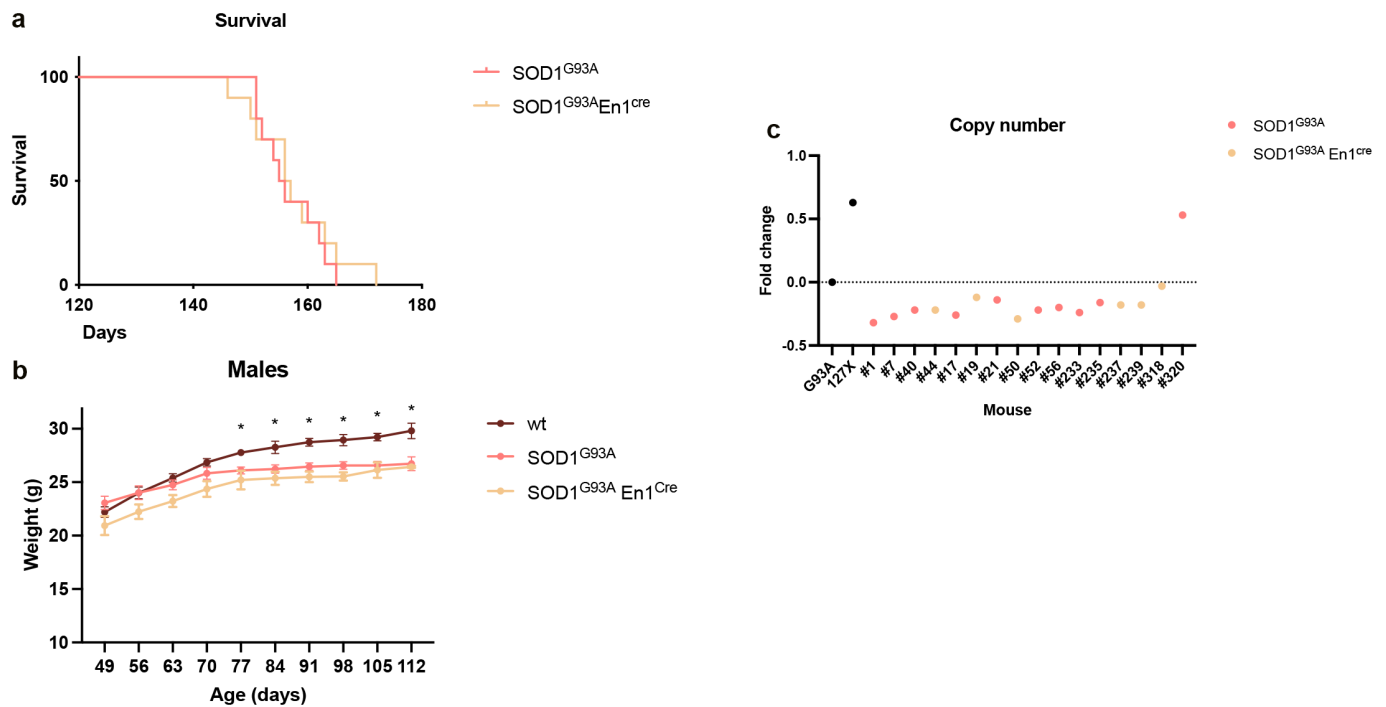 a
Survival
100
50
0
Survival
120
140
160
180
Days
SOD1G93A
SOD1G93AEn1cre
b
Males
30
25
20
15
10
Weight (g)
* * * * * *
49 56 63 70 77 84 91 98 105 112
Age (days)
wt
SOD1G93A
SOD1G93A En1Cre
c
Copy number
1.0
0.5
0.0
-0.5
Fold change
G93A 127X #1 #7 #40 #44 #17 #19 #21 #50 #52 #56 #233 #235 #237 #239 #318 #320
Mouse
SOD1G93A
SOD1G93A En1cre